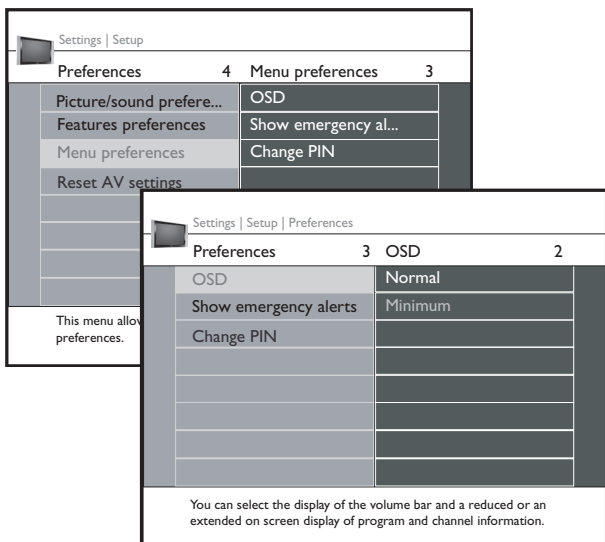 Settings | Setup
Preferences 4 Menu preferences 3
Picture/sound prefere... OSD
Features preferences Show emergency al...
Menu preferences Change PIN
Reset AV settings
This menu allow
preferences.
Settings | Setup | Preferences
Preferences 3 OSD 2
OSD Normal
Show emergency alerts Minimum
Change PIN
You can select the display of the volume bar and a reduced or an
extended on screen display of program and channel information.